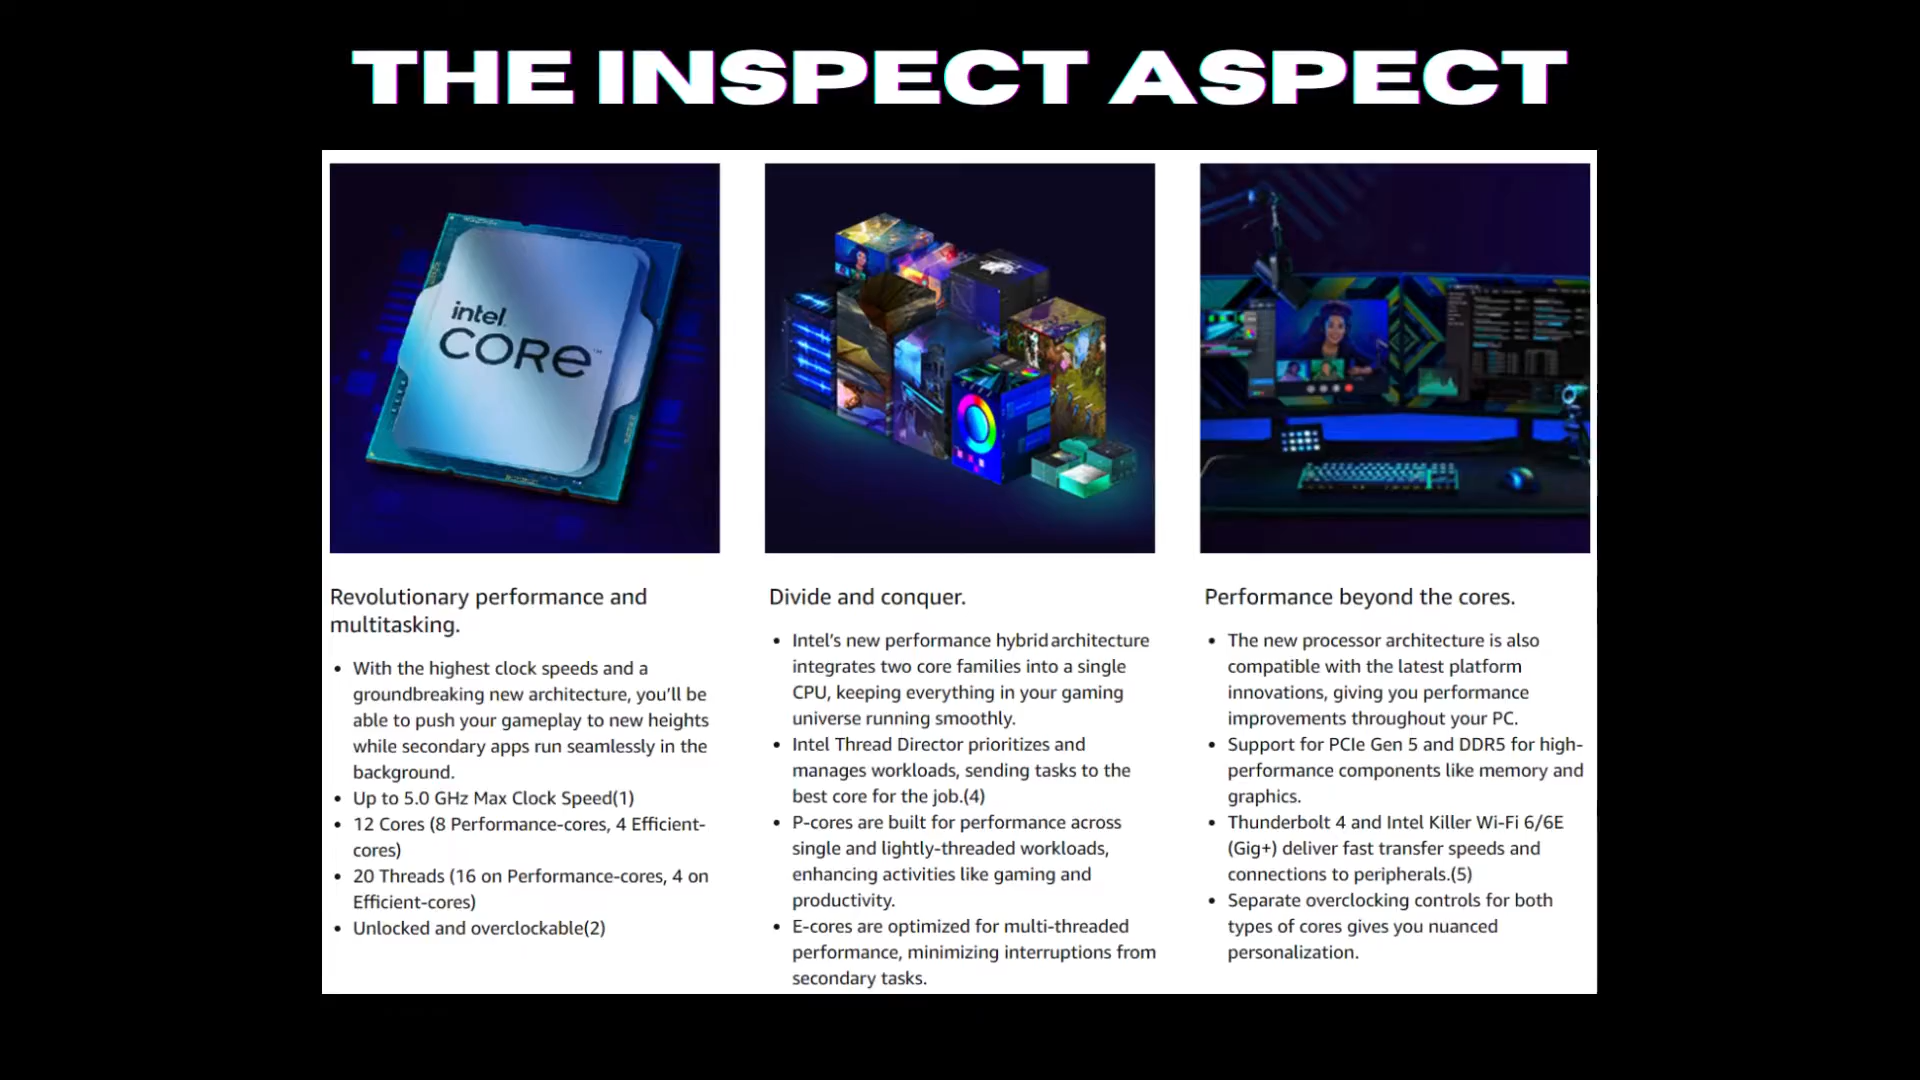 THE INSPECT ASPECT
intel
CORE™
Revolutionary performance and
multitasking.
• With the highest clock speeds and a
groundbreaking new architecture, you'll be
able to push your gameplay to new heights
while secondary apps run seamlessly in the
background.
• Up to 5.0 GHz Max Clock Speed(1)
• 12 Cores (8 Performance-cores, 4 Efficient-
cores)
• 20 Threads (16 on Performance-cores, 4 on
Efficient-cores)
• Unlocked and overclockable(2)
Divide and conquer.
• Intel's new performance hybrid architecture
integrates two core families into a single
CPU, keeping everything in your gaming
universe running smoothly.
• Intel Thread Director prioritizes and
manages workloads, sending tasks to the
best core for the job.(4)
• P-cores are built for performance across
single and lightly-threaded workloads,
enhancing activities like gaming and
productivity.
• E-cores are optimized for multi-threaded
performance, minimizing interruptions from
secondary tasks.
Performance beyond the cores.
• The new processor architecture is also
compatible with the latest platform
innovations, giving you performance
improvements throughout your PC.
• Support for PCIe Gen 5 and DDR5 for high-
performance components like memory and
graphics.
• Thunderbolt 4 and Intel Killer Wi-Fi 6/6E
(Gig+) deliver fast transfer speeds and
connections to peripherals.(5)
• Separate overclocking controls for both
types of cores gives you nuanced
personalization.